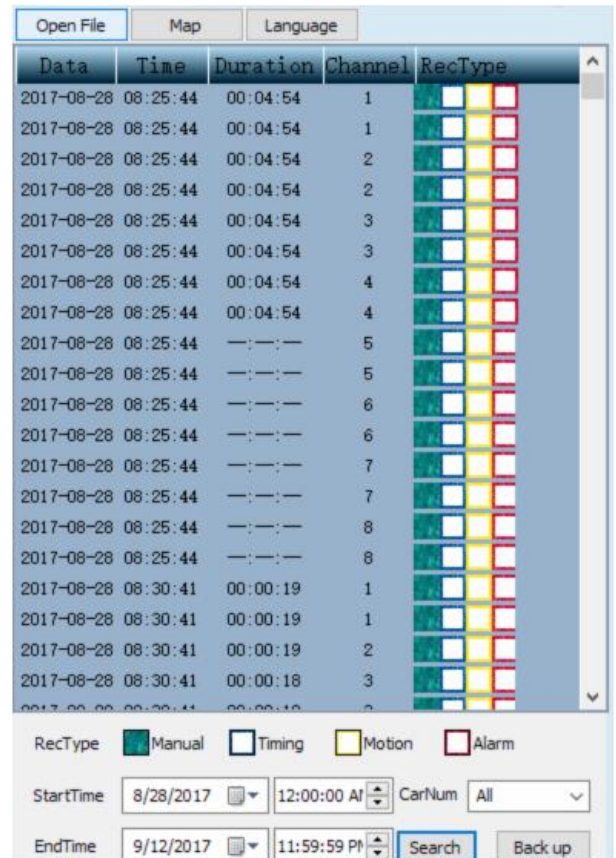 Open File Map Language
Data Time Duration Channel RecType
2017-08-28 08:25:44 00:04:54 1
2017-08-28 08:25:44 00:04:54 1
2017-08-28 08:25:44 00:04:54 2
2017-08-28 08:25:44 00:04:54 2
2017-08-28 08:25:44 00:04:54 3
2017-08-28 08:25:44 00:04:54 3
2017-08-28 08:25:44 00:04:54 4
2017-08-28 08:25:44 00:04:54 4
2017-08-28 08:25:44 —:—:— 5
2017-08-28 08:25:44 —:—:— 5
2017-08-28 08:25:44 —:—:— 6
2017-08-28 08:25:44 —:—:— 6
2017-08-28 08:25:44 —:—:— 7
2017-08-28 08:25:44 —:—:— 7
2017-08-28 08:25:44 —:—:— 8
2017-08-28 08:25:44 —:—:— 8
2017-08-28 08:30:41 00:00:19 1
2017-08-28 08:30:41 00:00:19 1
2017-08-28 08:30:41 00:00:19 2
2017-08-28 08:30:41 00:00:18 3
RecType Manual Timing Motion Alarm
StartTime 8/28/2017 12:00:00 CarNum All
EndTime 9/12/2017 11:59:59 Search Back up